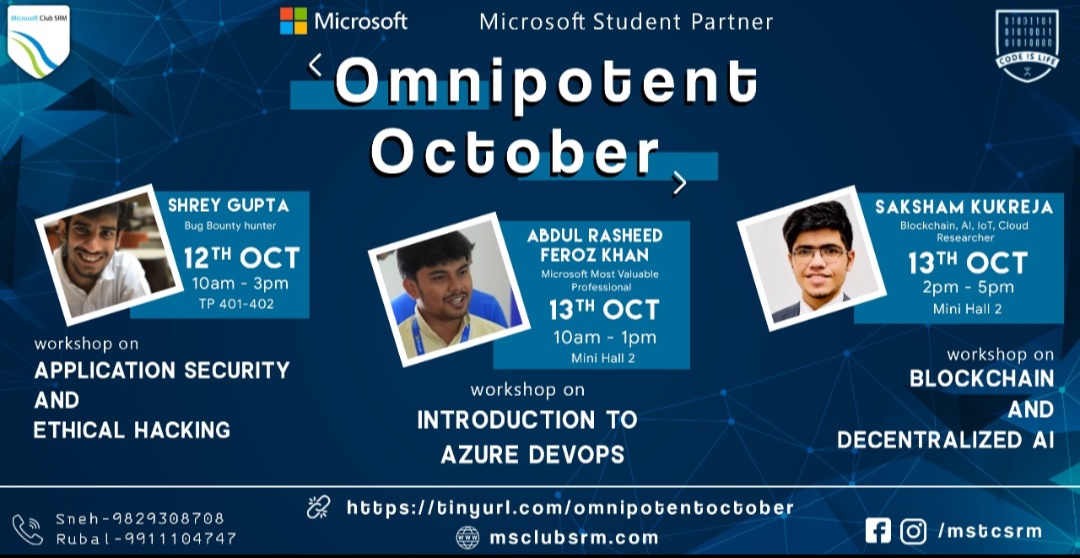 Microsoft Club SRM
Microsoft
Microsoft Student Partner
01001101
01010011
01010000
CODE IS LIFE
< Omnipotent
October >
SHREY GUPTA
Bug Bounty hunter
12TH OCT
10am - 3pm
TP 401-402
workshop on
APPLICATION SECURITY
AND
ETHICAL HACKING
ABDUL RASHEED
FEROZ KHAN
Microsoft Most Valuable
Professional
13TH OCT
10am - 1pm
Mini Hall 2
workshop on
INTRODUCTION TO
AZURE DEVOPS
SAKSHAM KUKREJA
Blockchain, AI, IoT, Cloud
Researcher
13TH OCT
2pm - 5pm
Mini Hall 2
workshop on
BLOCKCHAIN
AND
DECENTRALIZED AI
Sneh-9829308708
Rubal-9911104747
https://tinyurl.com/omnipotentoctober
msclubsrm.com
/mstcsrm